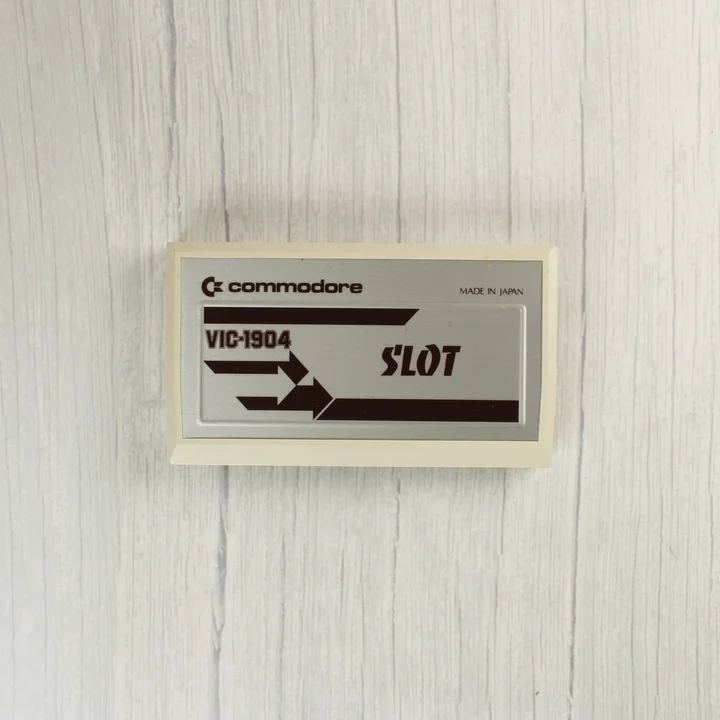 commodore
MADE IN JAPAN
VIC-1904
SLOT